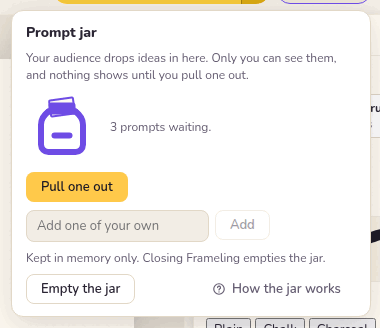 Prompt jar
Your audience drops ideas in here. Only you can see them,
and nothing shows until you pull one out.
3 prompts waiting.
Pull one out
Add one of your own
Add
Kept in memory only. Closing Frameling empties the jar.
Empty the jar
How the jar works
Plain
Chalk
Charcoal